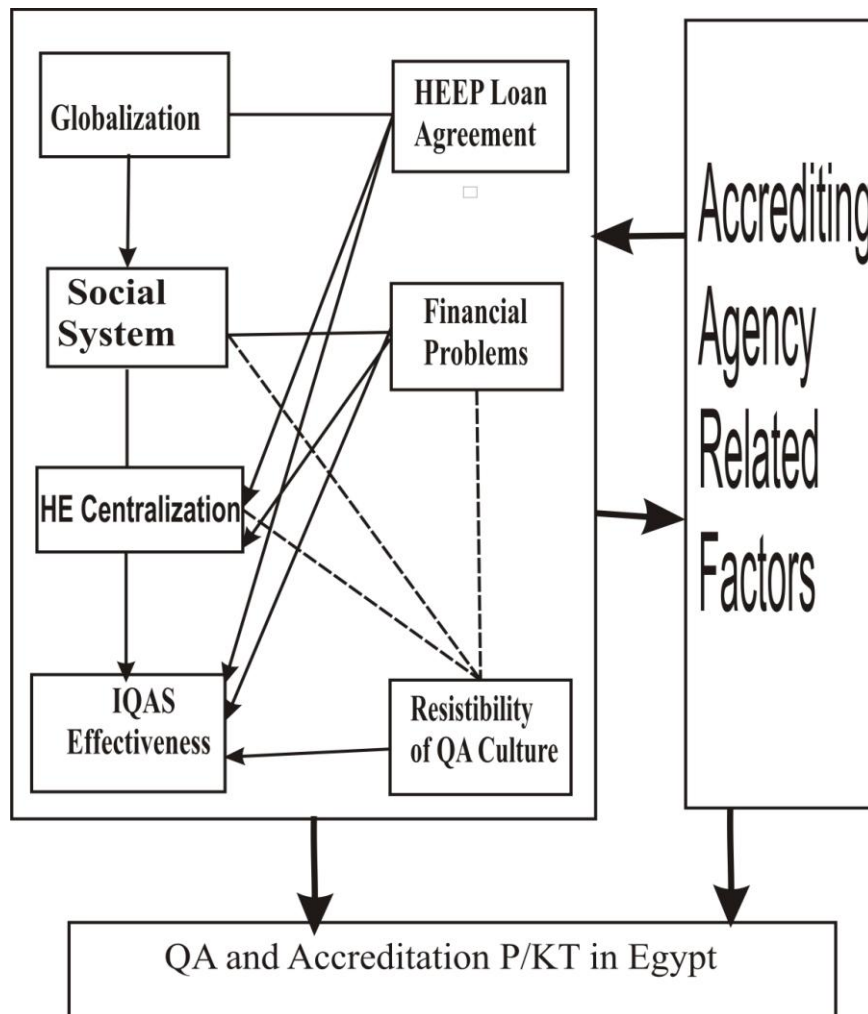 Globalization
HEEP Loan
Agreement
Social
System
Financial
Problems
HE Centralization
IQAS
Effectiveness
Resistibility
of QA Culture
Accrediting
Agency
Related
Factors
QA and Accreditation P/KT in Egypt